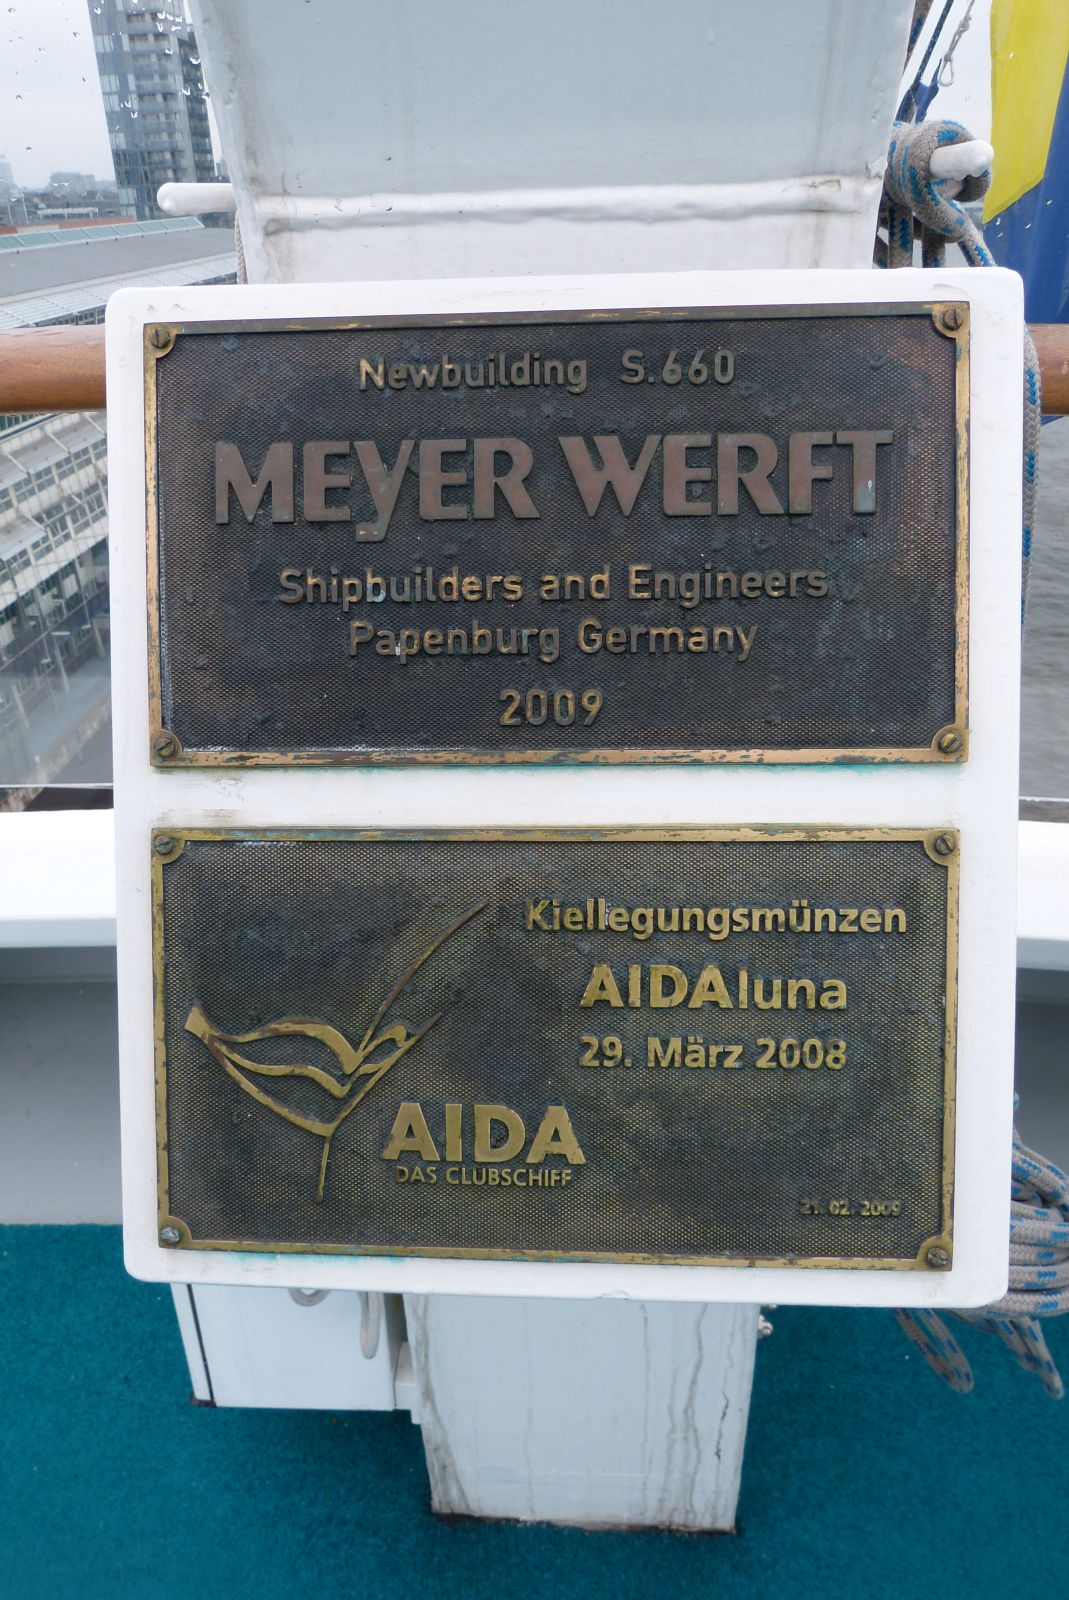 Newbuilding S.660
MEYER WERFT
Shipbuilders and Engineers
Papenburg Germany
2009
Kiellegungsmünzen
AIDAluna
29. März 2008
AIDA
DAS CLUBSCHIFF
21. 02. 2009